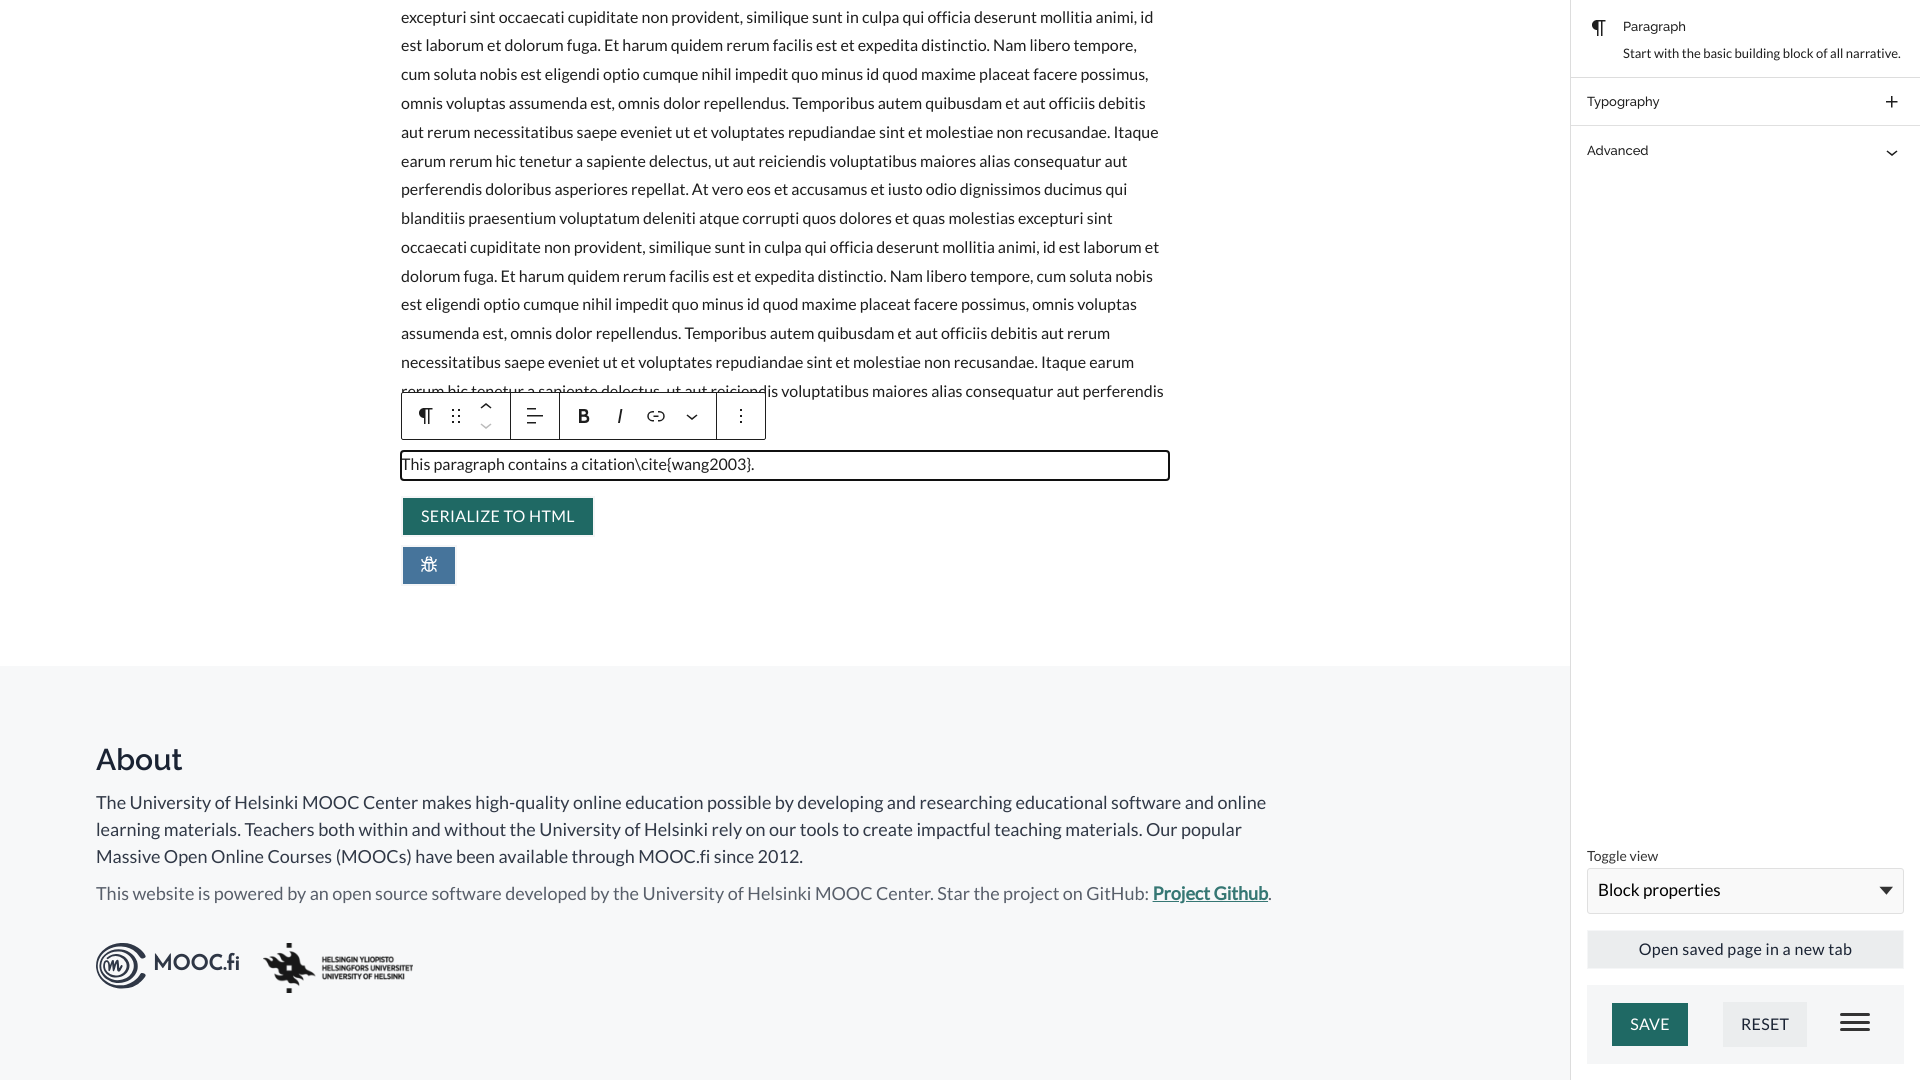 excepturi sint occaecati cupiditate non provident, similique sunt in culpa qui officia deserunt mollitia animi, id
est laborum et dolorum fuga. Et harum quidem rerum facilis est et expedita distinctio. Nam libero tempore,
cum soluta nobis est eligendi optio cumque nihil impedit quo minus id quod maxime placeat facere possimus,
omnis voluptas assumenda est, omnis dolor repellendus. Temporibus autem quibusdam et aut officiis debitis
aut rerum necessitatibus saepe eveniet ut et voluptates repudiandae sint et molestiae non recusandae. Itaque
earum rerum hic tenetur a sapiente delectus, ut aut reiciendis voluptatibus maiores alias consequatur aut
perferendis doloribus asperiores repellat. At vero eos et accusamus et iusto odio dignissimos ducimus qui
blanditiis praesentium voluptatum deleniti atque corrupti quos dolores et quas molestias excepturi sint
occaecati cupiditate non provident, similique sunt in culpa qui officia deserunt mollitia animi, id est laborum et
dolorum fuga. Et harum quidem rerum facilis est et expedita distinctio. Nam libero tempore, cum soluta nobis
est eligendi optio cumque nihil impedit quo minus id quod maxime placeat facere possimus, omnis voluptas
assumenda est, omnis dolor repellendus. Temporibus autem quibusdam et aut officiis debitis aut rerum
necessitatibus saepe eveniet ut et voluptates repudiandae sint et molestiae non recusandae. Itaque earum
rerum hic tenetur a sapiente delectus, ut aut reiciendis voluptatibus maiores alias consequatur aut perferendis
B I
This paragraph contains a citation\cite{wang2003}.
SERIALIZE TO HTML
About
The University of Helsinki MOOC Center makes high-quality online education possible by developing and researching educational software and online
learning materials. Teachers both within and without the University of Helsinki rely on our tools to create impactful teaching materials. Our popular
Massive Open Online Courses (MOOCs) have been available through MOOC.fi since 2012.
This website is powered by an open source software developed by the University of Helsinki MOOC Center. Star the project on GitHub: Project Github.
MOOC.fi
HELSINGIN YLIOPISTO
HELSINGFORS UNIVERSITET
UNIVERSITY OF HELSINKI
Paragraph
Start with the basic building block of all narrative.
Typography
Advanced
Toggle view
Block properties
Open saved page in a new tab
SAVE
RESET